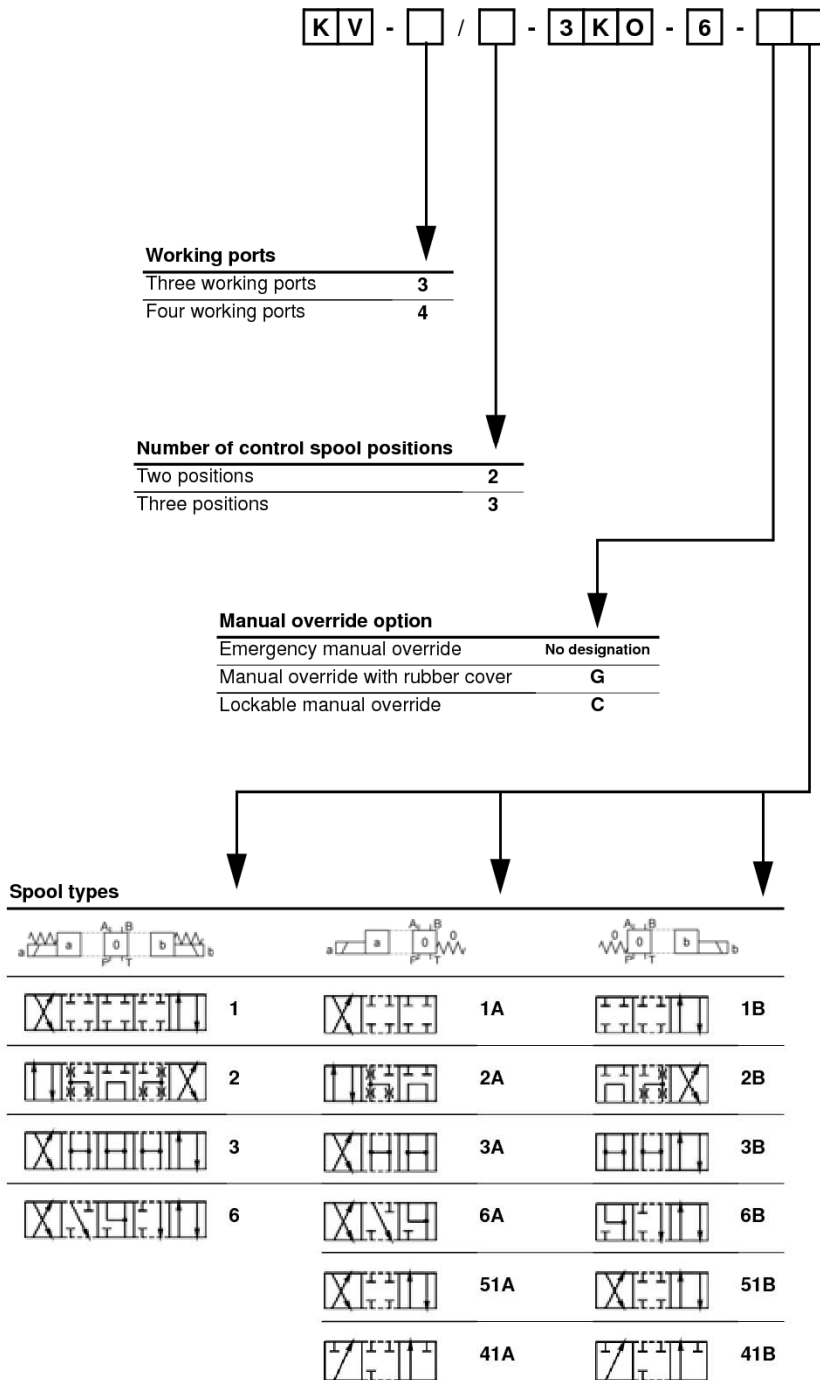 K V - / - 3 K O - 6 -
Working ports
Three working ports 3
Four working ports 4
Number of control spool positions
Two positions 2
Three positions 3
Manual override option
Emergency manual override No designation
Manual override with rubber cover G
Lockable manual override C
Spool types
A B A B 0 A B
a a 0 b b a a 0 0 0 b b
P T P T P T
1 1A 1B
2 2A 2B
3 3A 3B
6 6A 6B
51A 51B
41A 41B